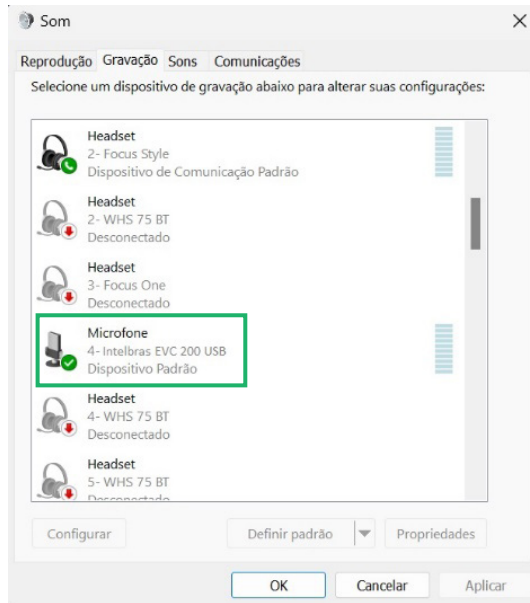 Som
Reprodução Gravação Sons Comunicações
Selecione um dispositivo de gravação abaixo para alterar suas configurações:
Headset
2- Focus Style
Dispositivo de Comunicação Padrão
Headset
2- WHS 75 BT
Desconectado
Headset
3- Focus One
Desconectado
Microfone
4- Intelbras EVC 200 USB
Dispositivo Padrão
Headset
4- WHS 75 BT
Desconectado
Headset
5- WHS 75 BT
Desconectado
Configurar Definir padrão Propriedades
OK Cancelar Aplicar